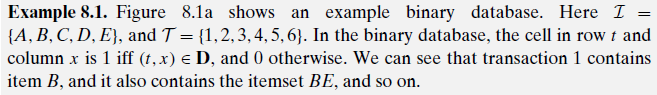 Example 8.1. Figure 8.1a shows an example binary database. Here I =
{A, B, C, D, E}, and T = {1, 2, 3, 4, 5, 6}. In the binary database, the cell in row t and
column x is 1 iff (t, x) ∈ D, and 0 otherwise. We can see that transaction 1 contains
item B, and it also contains the itemset BE, and so on.